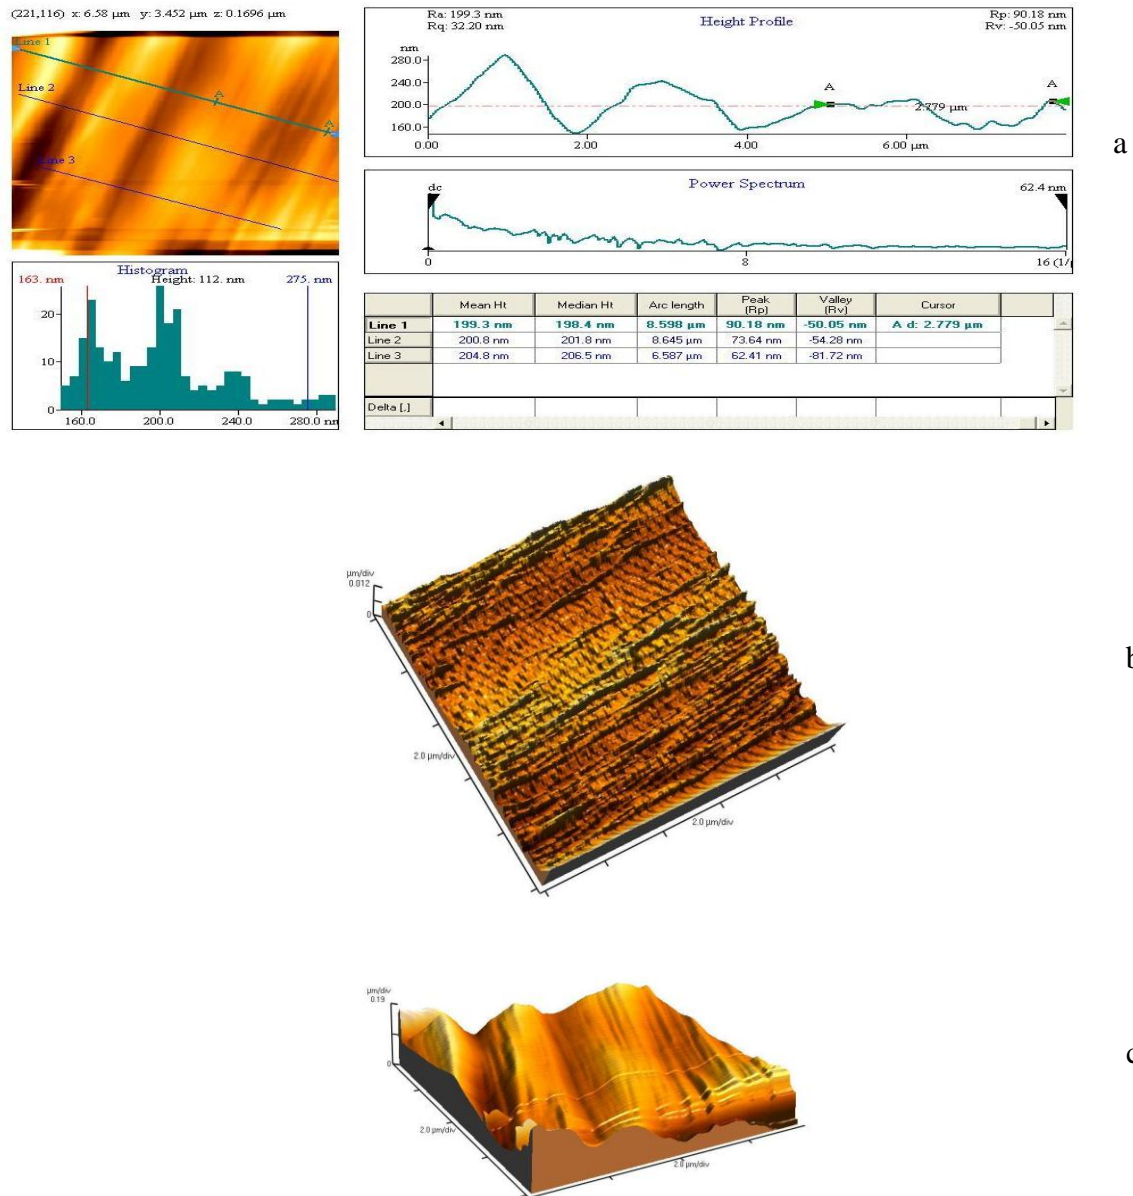 (221,116) x: 6.58 µm y: 3.452 µm z: 0.1696 µm
Line 1
A
A
Line 2
Line 3
Ra: 199.3 nm
Rq: 32.20 nm
Height Profile
Rp: 90.18 nm
Rv: -50.05 nm
nm
280.0
240.0
200.0
160.0
A
A
2.779 µm
0.00
2.00
4.00
6.00 µm
a
dc
Power Spectrum
62.4 nm
0
8
16 (1/
Histogram
163. nm
Height: 112. nm
275. nm
20
10
0
160.0
200.0
240.0
280.0 nm
Mean Ht Median Ht Arc length Peak (Rp) Valley (Rv) Cursor
Line 1 199.3 nm 198.4 nm 8.598 µm 90.18 nm -50.05 nm A d: 2.779 µm
Line 2 200.8 nm 201.8 nm 8.645 µm 73.64 nm -54.28 nm
Line 3 204.8 nm 206.5 nm 6.587 µm 62.41 nm -81.72 nm
Delta [,]
µm/div
0.012
0
2.0 µm/div
2.0 µm/div
b
µm/div
0.19
0
2.0 µm/div
2.0 µm/div
c